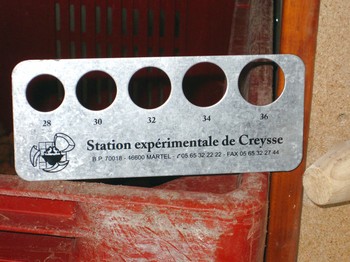 28 30 32 34 36
Station expérimentale de Creysse
B.P. 70018 - 46600 MARTEL - ✆ 05 65 32 22 22 - FAX 05 65 32 27 44